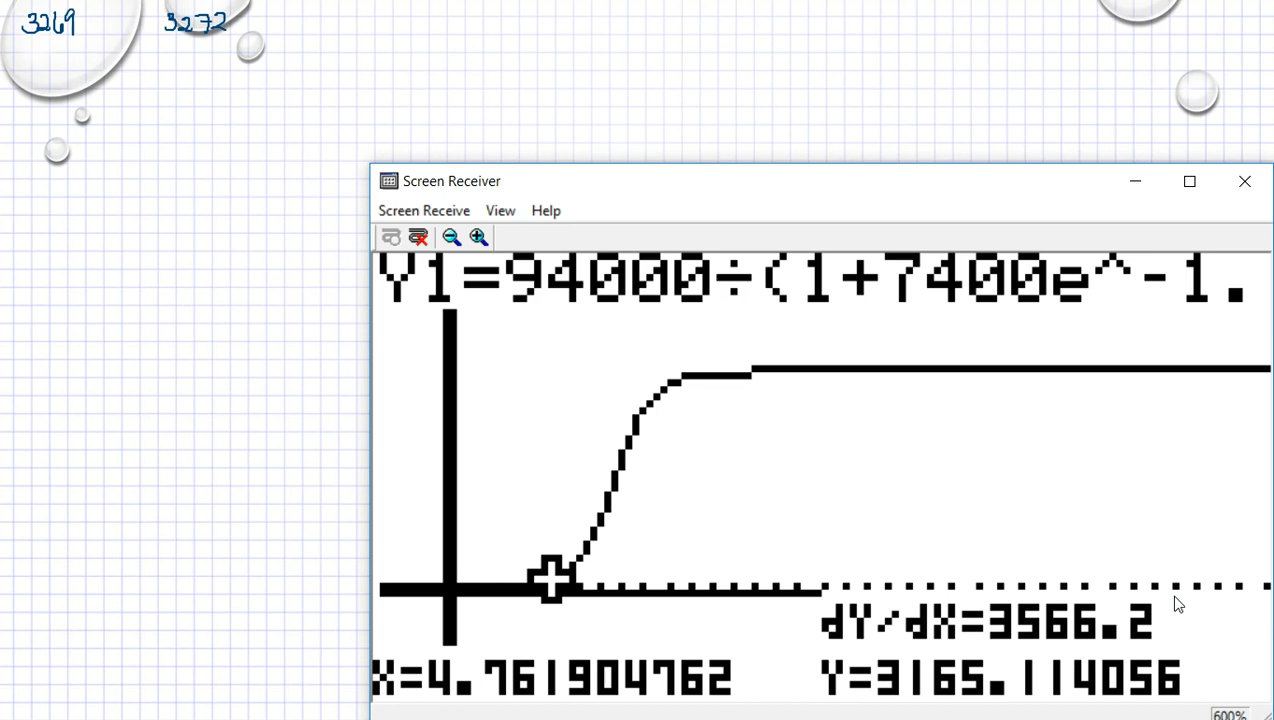 3269 3272
Screen Receiver
Screen Receive View Help
Y1=94000÷(1+7400e^-1.
dY/dX=3566.2
X=4.761904762 Y=3165.114056
600%